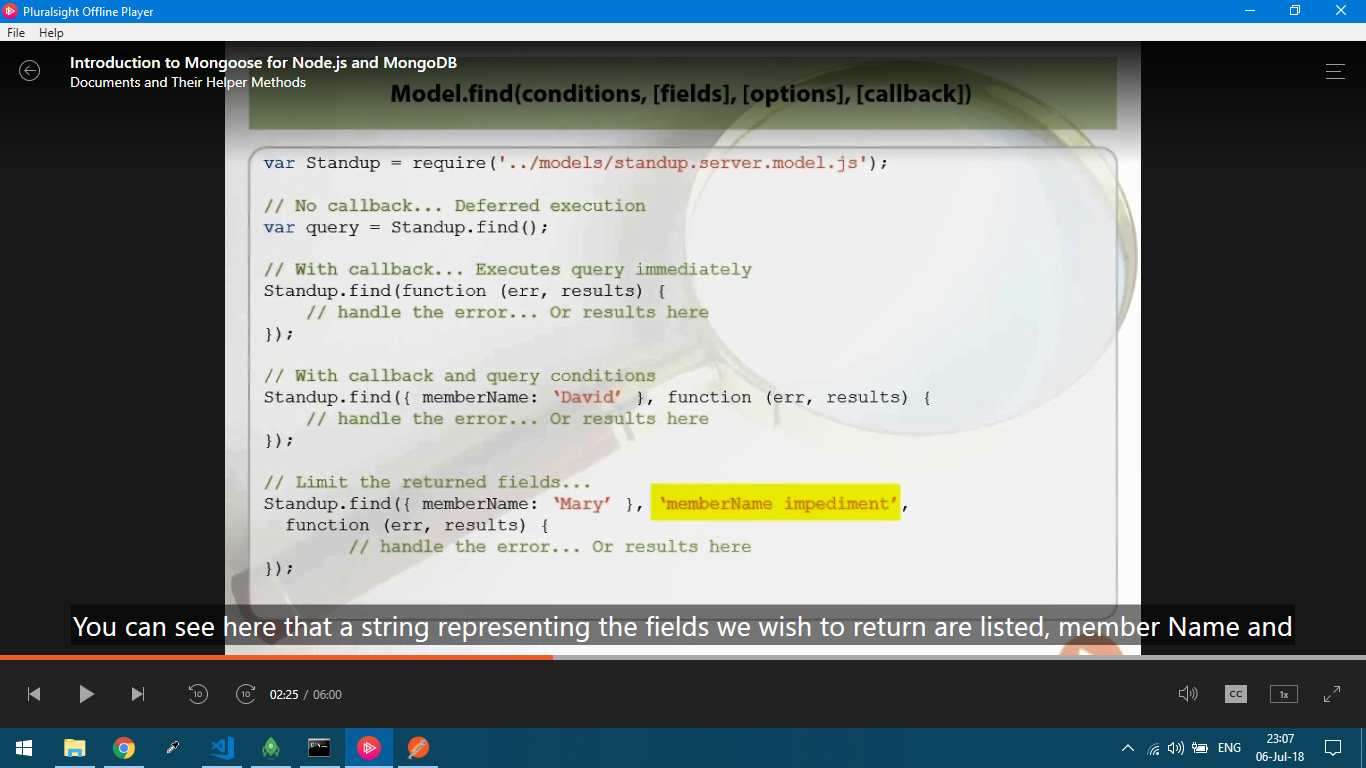 Pluralsight Offline Player
File Help
Introduction to Mongoose for Node.js and MongoDB
Documents and Their Helper Methods
Model.find(conditions, [fields], [options], [callback])
var Standup = require('../models/standup.server.model.js');
// No callback... Deferred execution
var query = Standup.find();
// With callback... Executes query immediately
Standup.find(function (err, results) {
// handle the error... Or results here
});
// With callback and query conditions
Standup.find({ memberName: ‘David’ }, function (err, results) {
// handle the error... Or results here
});
// Limit the returned fields...
Standup.find({ memberName: ‘Mary’ }, ‘memberName impediment’,
function (err, results) {
// handle the error... Or results here
});
You can see here that a string representing the fields we wish to return are listed, member Name and
10 10 02:25 / 06:00 CC 1x
ENG 23:07
06-Jul-18